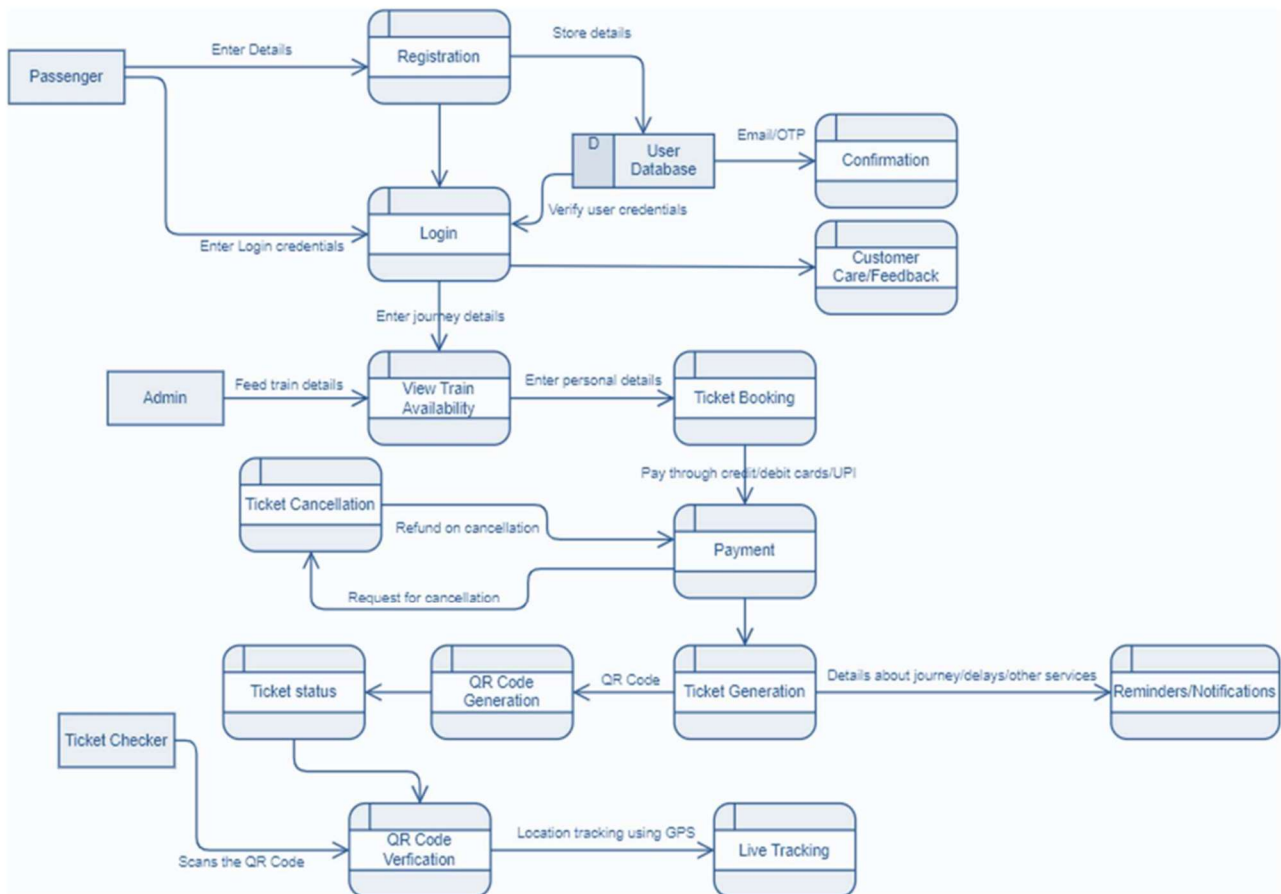 Enter Details
Store details
Passenger
Registration
D
User
Database
Email/OTP
Confirmation
Verify user credentials
Enter Login credentials
Login
Customer
Care/Feedback
Enter journey details
Admin
Feed train details
View Train
Availability
Enter personal details
Ticket Booking
Pay through credit/debit cards/UPI
Ticket Cancellation
Refund on cancellation
Payment
Request for cancellation
Ticket status
QR Code
Generation
QR Code
Ticket Generation
Details about journey/delays/other services
Reminders/Notifications
Ticket Checker
Scans the QR Code
QR Code
Verfication
Location tracking using GPS
Live Tracking